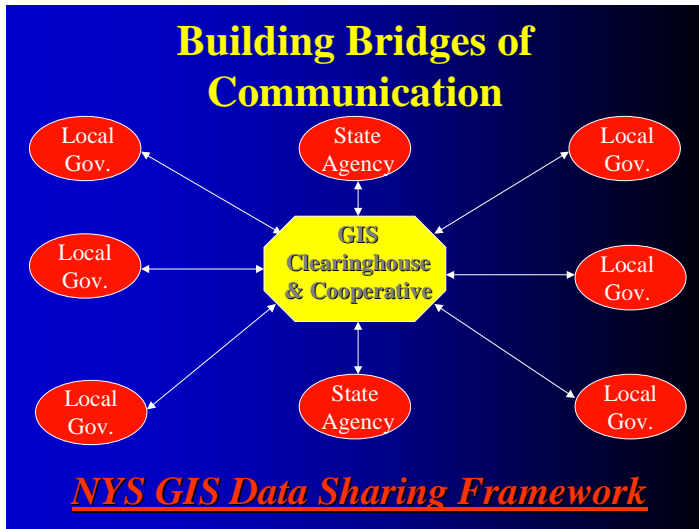 Building Bridges of
Communication
Local
Gov.
State
Agency
Local
Gov.
Local
Gov.
GIS
Clearinghouse
& Cooperative
Local
Gov.
Local
Gov.
State
Agency
Local
Gov.
NYS GIS Data Sharing Framework